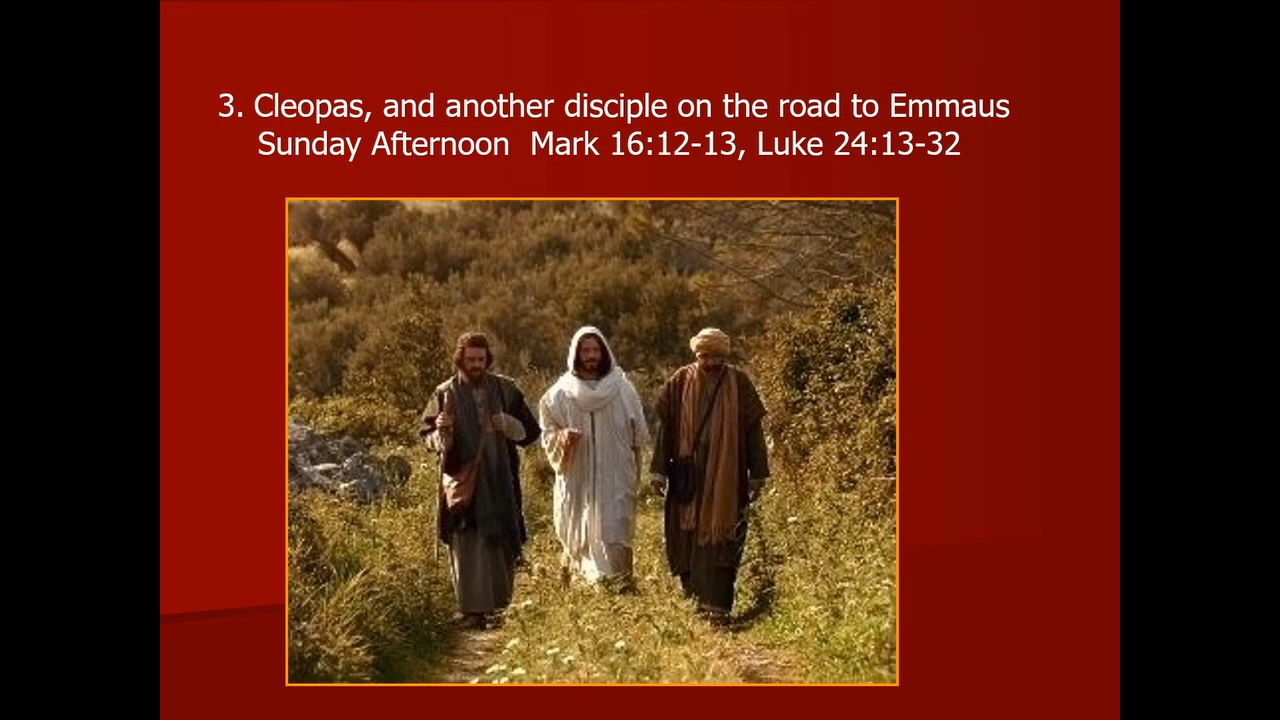 3. Cleopas, and another disciple on the road to Emmaus
Sunday Afternoon  Mark 16:12-13, Luke 24:13-32